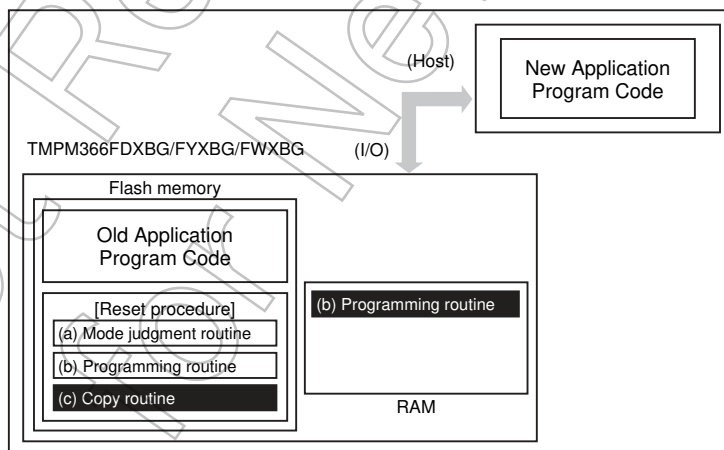 (Host)
New Application
Program Code
TMPM366FDXBG/FYXBG/FWXBG
(I/O)
Flash memory
Old Application
Program Code
[Reset procedure]
(a) Mode judgment routine
(b) Programming routine
(c) Copy routine
(b) Programming routine
RAM